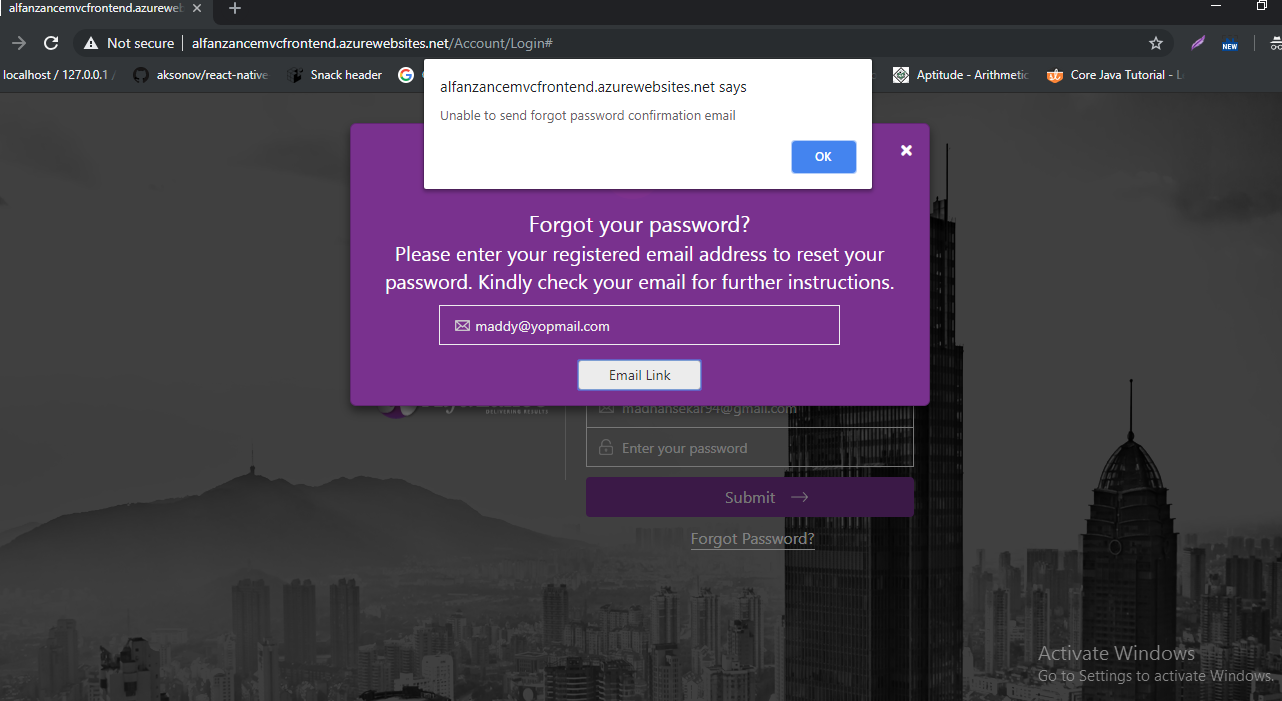 alfanzancemvcfrontend.azureweb
Not secure alfanzancemvcfrontend.azurewebsites.net/Account/Login#
NEW
localhost / 127.0.0.1 / aksonov/react-native Snack header Aptitude - Arithmetic Core Java Tutorial -
alfanzancemvcfrontend.azurewebsites.net says
Unable to send forgot password confirmation email
OK
Forgot your password?
Please enter your registered email address to reset your
password. Kindly check your email for further instructions.
maddy@yopmail.com
Email Link
DELIVERING RESULTS
madhansekar94@gmail.com
Enter your password
Submit
Forgot Password?
Activate Windows
Go to Settings to activate Windows.